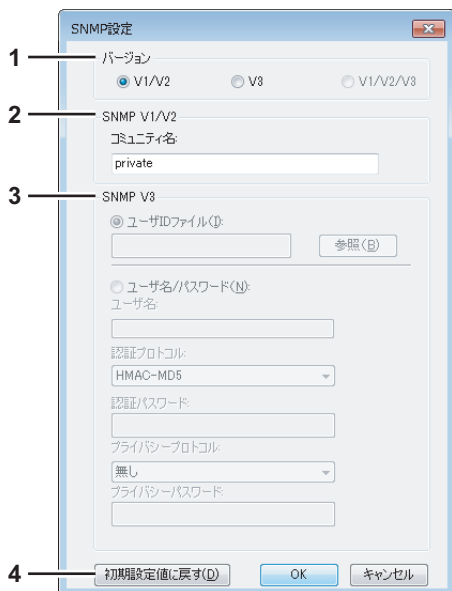 SNMP設定
1
バージョン
V1/V2 V3 V1/V2/V3
2
SNMP V1/V2
コミュニティ名:
private
3
SNMP V3
ユーザIDファイル(I):
参照(B)
ユーザ名/パスワード(N):
ユーザ名:
認証プロトコル:
HMAC-MD5
認証パスワード:
プライバシープロトコル:
無し
プライバシーパスワード:
4
初期設定値に戻す(D) OK キャンセル